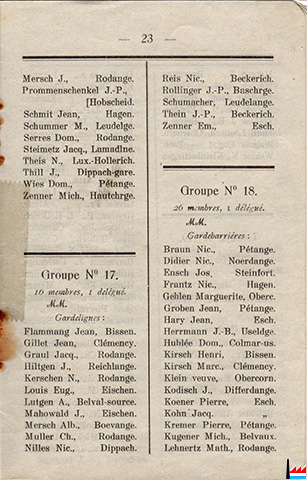 — 23 —
Mersch J., Rodange.
Prommenschenkel J.-P.,
[Hobscheid.
Schmit Jean, Hagen.
Schummer M., Leudelge.
Serres Dom., Rodange.
Steimetz Jacq., Lamadlne.
Theis N., Lux.-Hollerich.
Thill J., Dippach-gare.
Wies Dom., Pétange.
Zenner Mich., Hautchrge.
Groupe No 17.
16 membres, 1 délégué.
MM.
Gardelignes :
Flammang Jean, Bissen.
Gillet Jean, Clémency.
Graul Jacq., Rodange.
Hiltgen J., Reichlange.
Kerschen N., Rodange.
Louis Eug., Eischen.
Lutgen A., Belval-source.
Mahowald J., Eischen.
Mersch Alb., Boevange.
Muller Ch., Rodange.
Nilles Nic., Dippach.
Reis Nic., Beckerich.
Rollinger J.-P., Baschrge.
Schumacher, Leudelange.
Thein J.-P., Beckerich.
Zenner Em., Esch.
Groupe No 18.
26 membres, 1 délégué.
MM.
Gardebarrières :
Braun Nic., Pétange.
Didier Nic., Noerdange.
Ensch Jos., Steinfort.
Frantz Nic., Hagen.
Gehlen Marguerite, Oberc.
Groben Jean, Pétange.
Hary Jean, Esch.
Herrmann J.-B., Useldge.
Hublée Dom., Colmar-us.
Kirsch Henri, Bissen.
Kirsch Marc., Clémency.
Klein veuve, Obercorn.
Kodisch J., Differdange.
Koener Pierre, Esch.
Kohn Jacq. „
Kremer Pierre, Pétange.
Kugener Mich., Belvaux.
Lehnertz Math., Rodange.